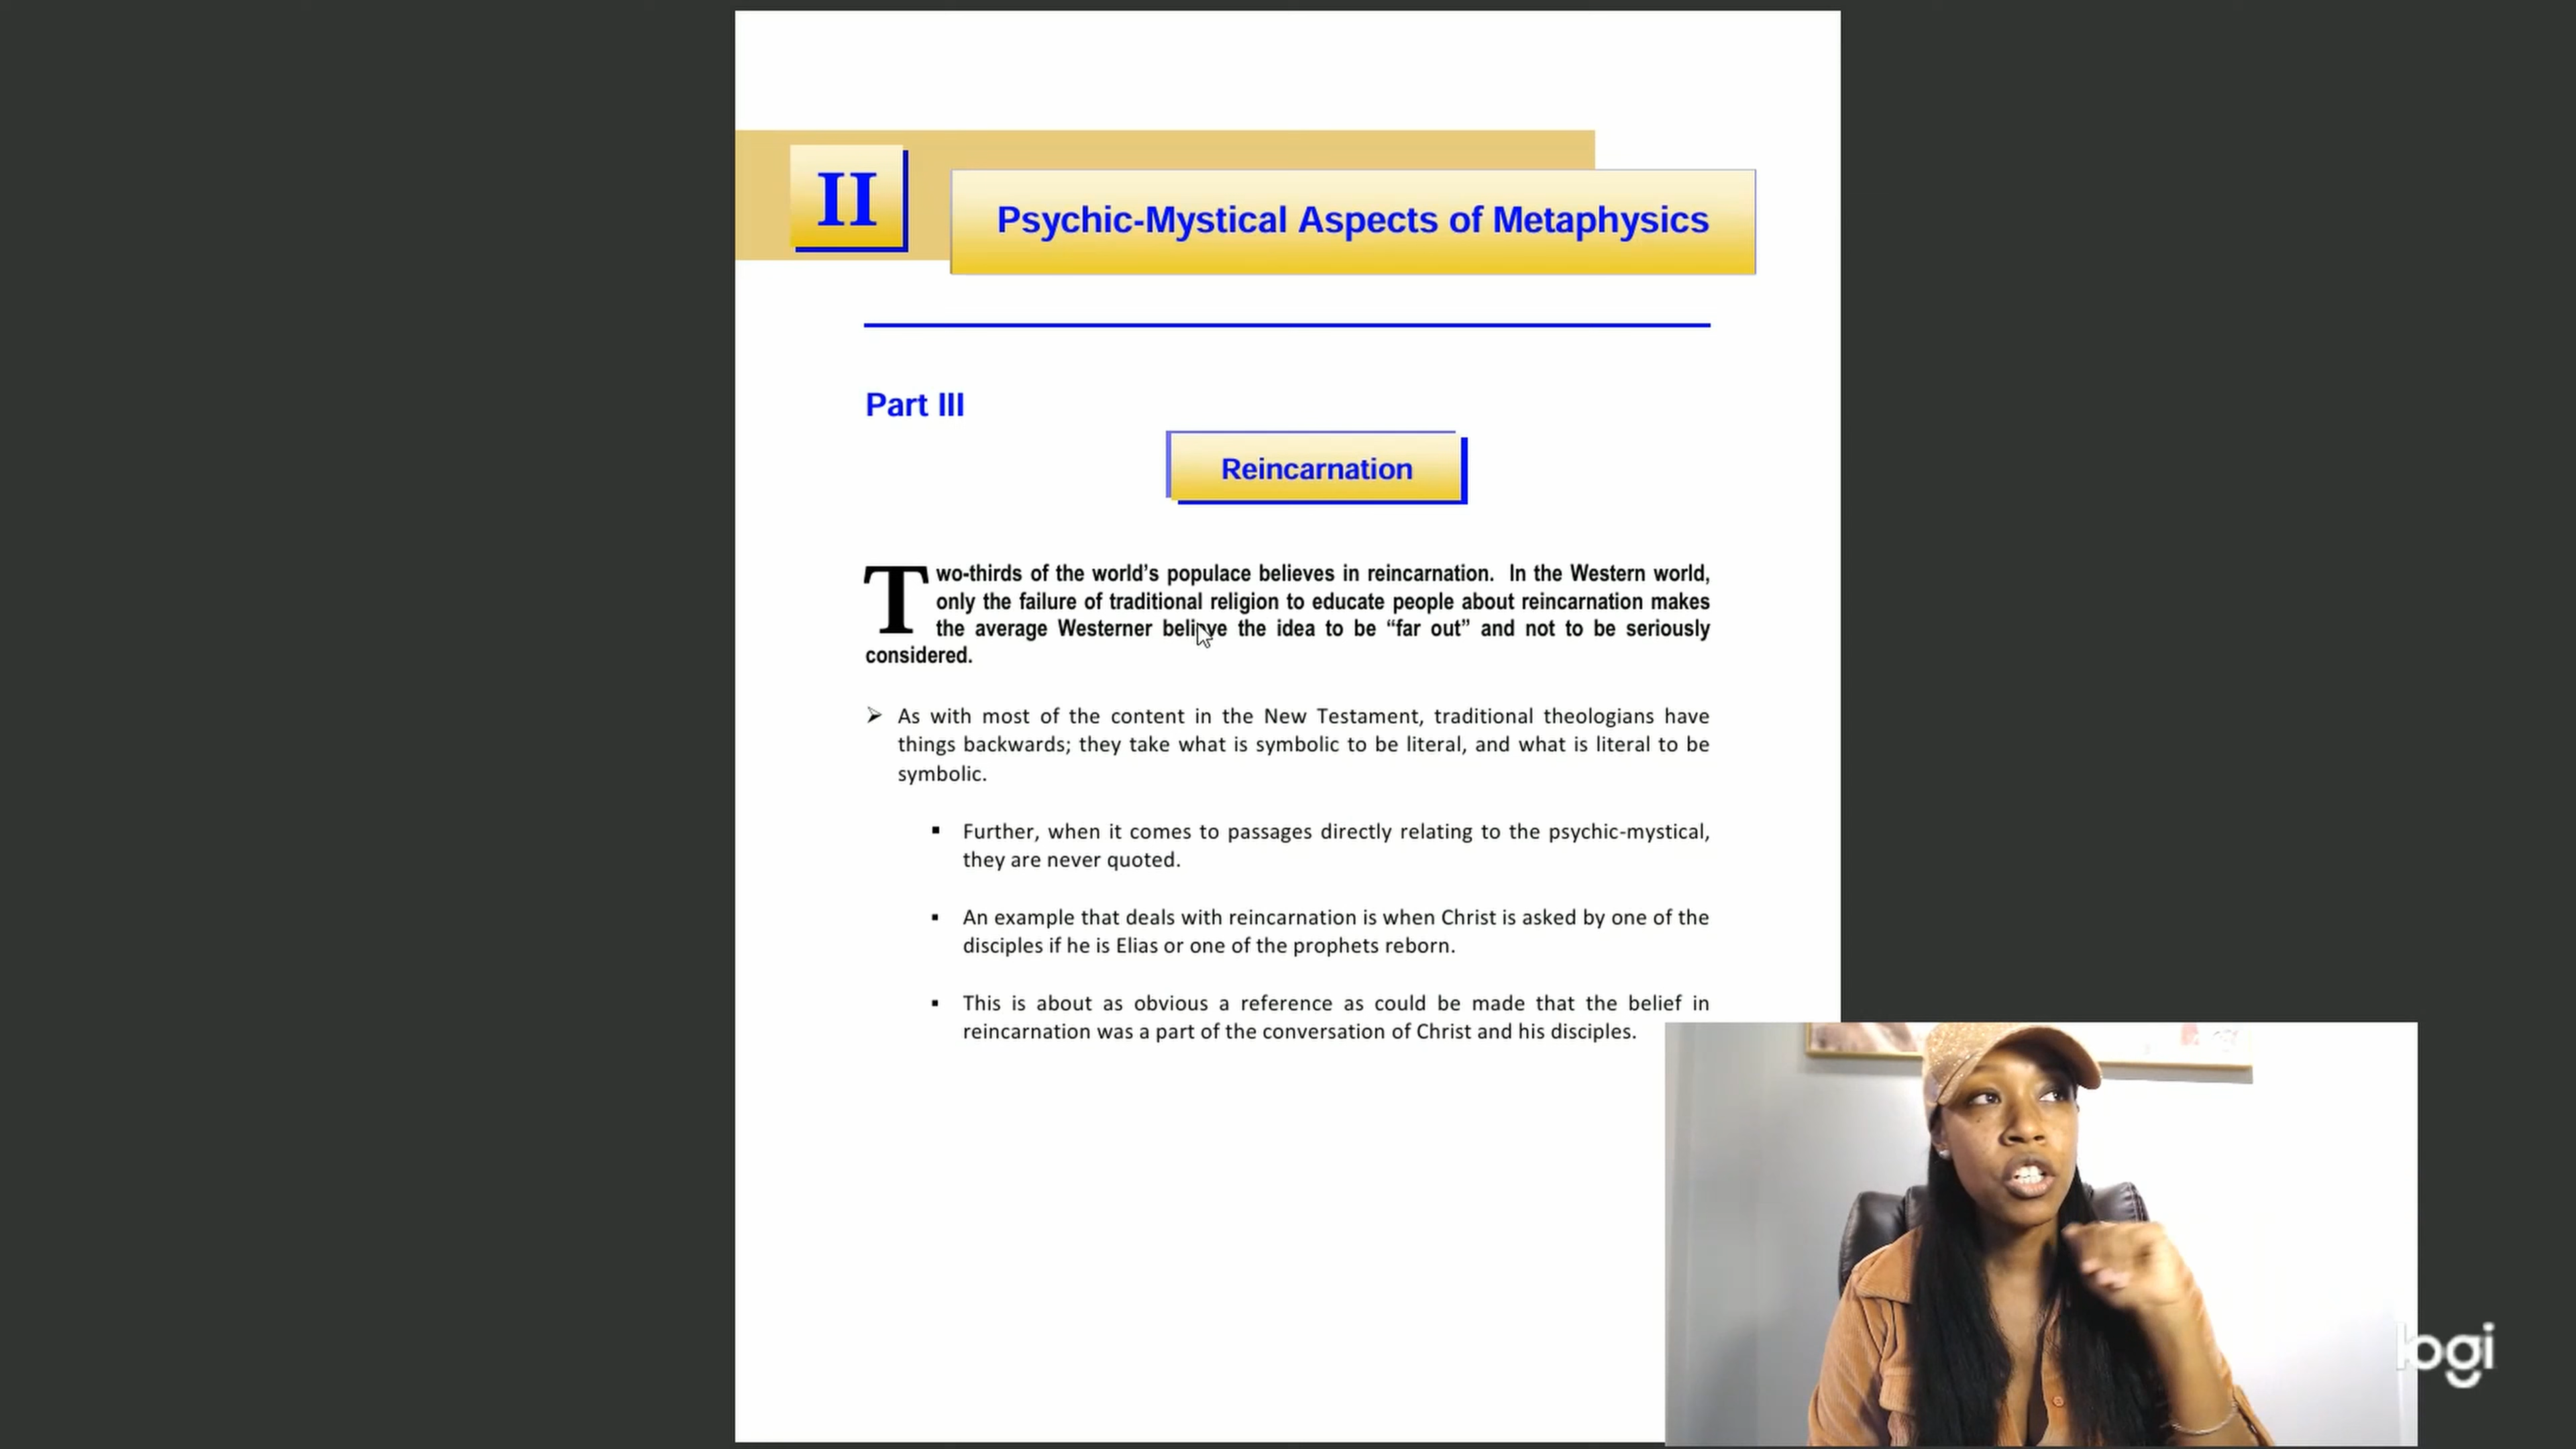 II
Psychic-Mystical Aspects of Metaphysics
Part III
Reincarnation
Two-thirds of the world's populace believes in reincarnation. In the Western world,
only the failure of traditional religion to educate people about reincarnation makes
the average Westerner believe the idea to be “far out” and not to be seriously
considered.
➢ As with most of the content in the New Testament, traditional theologians have
things backwards; they take what is symbolic to be literal, and what is literal to be
symbolic.
▪ Further, when it comes to passages directly relating to the psychic-mystical,
they are never quoted.
▪ An example that deals with reincarnation is when Christ is asked by one of the
disciples if he is Elias or one of the prophets reborn.
▪ This is about as obvious a reference as could be made that the belief in
reincarnation was a part of the conversation of Christ and his disciples.
logi